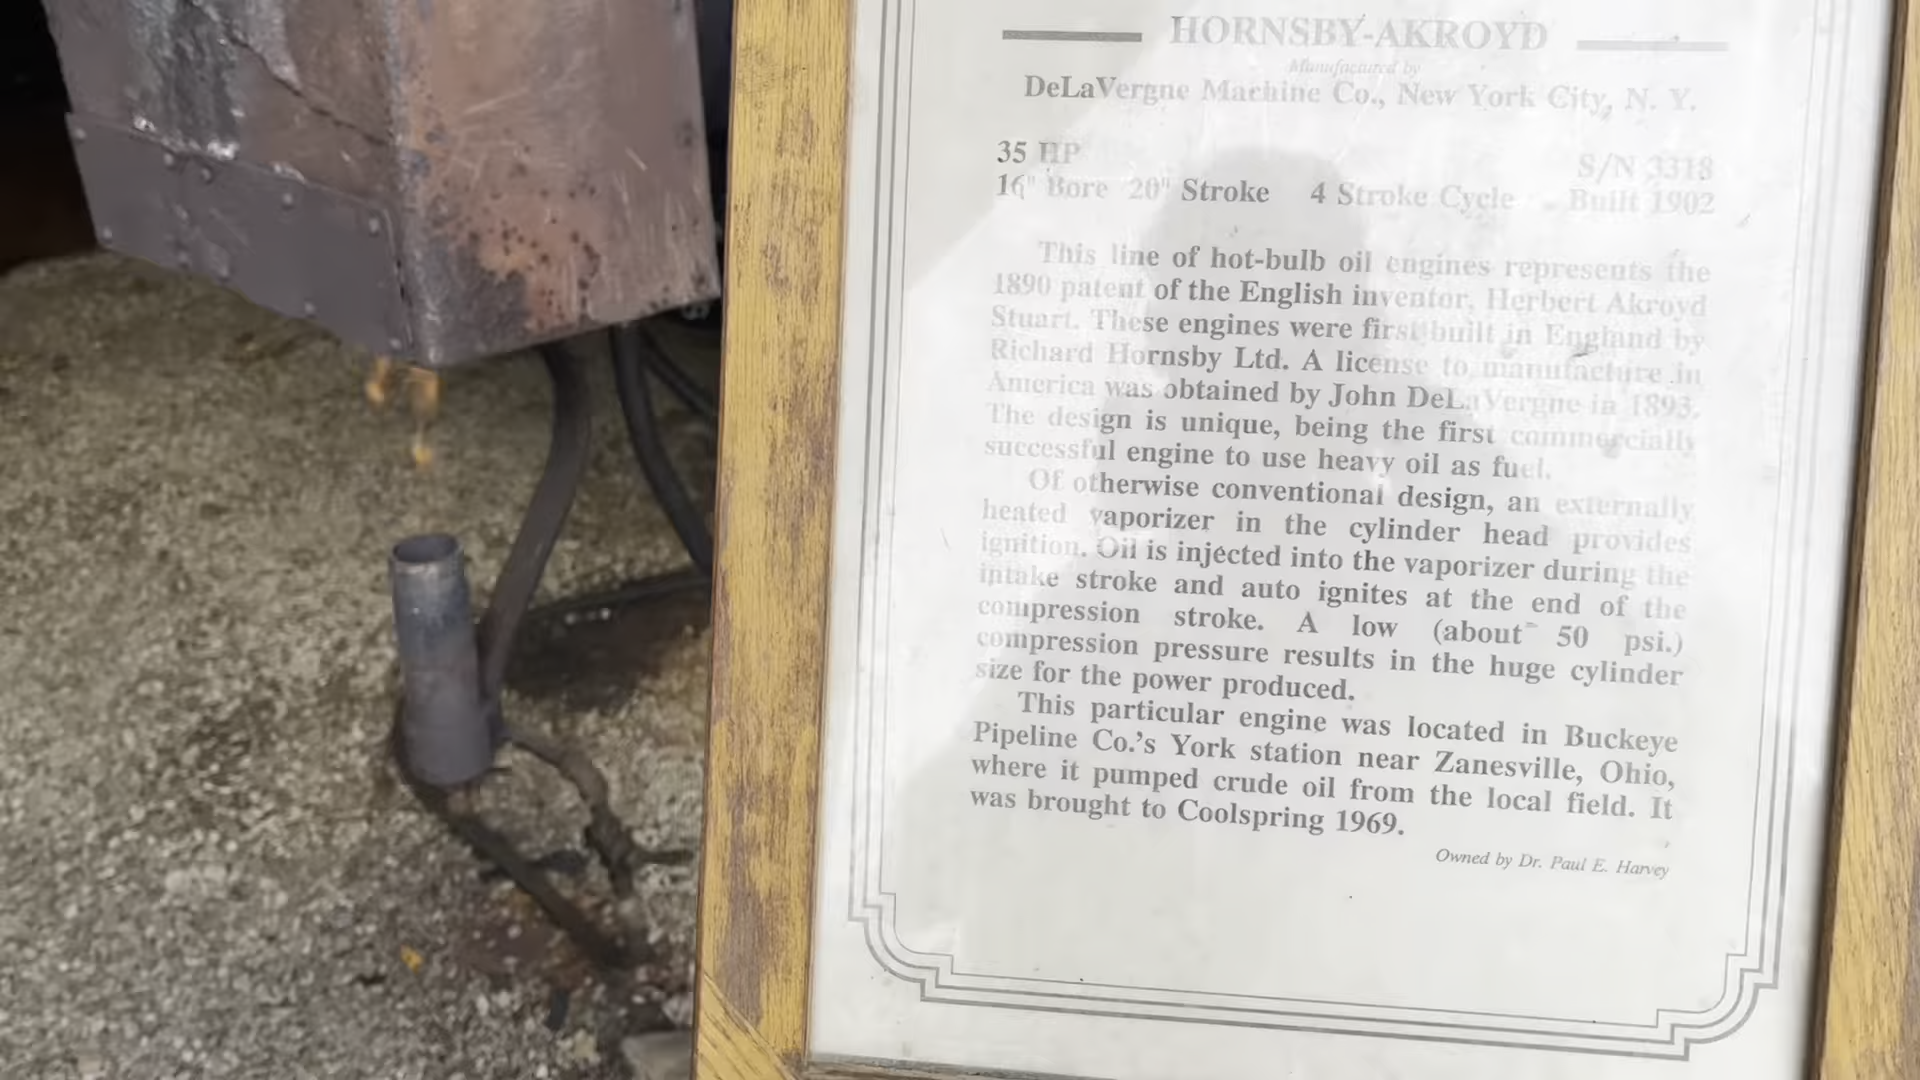 HORNSBY-AKROYD
Manufacured by
DeLaVergne Machine Co., New York City, N. Y.
35 HP
S/N 3318
16" Bore 20" Stroke 4 Stroke Cycle Built 1902
This line of hot-bulb oil engines represents the
1890 patent of the English inventor, Herbert Akroyd
Stuart. These engines were first built in England by
Richard Hornsby Ltd. A license to manufacture in
America was obtained by John DeLaVergne in 1893.
The design is unique, being the first commercially
successful engine to use heavy oil as fuel.
Of otherwise conventional design, an externally
heated vaporizer in the cylinder head provides
ignition. Oil is injected into the vaporizer during the
intake stroke and auto ignites at the end of the
compression stroke. A low (about 50 psi.)
compression pressure results in the huge cylinder
size for the power produced.
This particular engine was located in Buckeye
Pipeline Co.'s York station near Zanesville, Ohio,
where it pumped crude oil from the local field. It
was brought to Coolspring 1969.
Owned by Dr. Paul E. Harvey